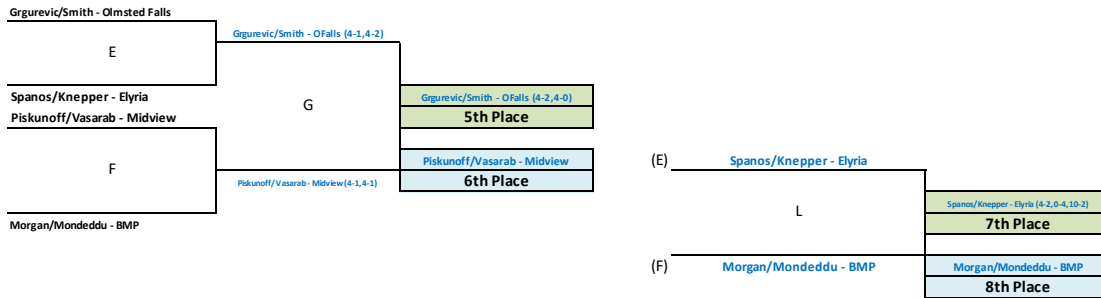 Grgurevic/Smith - Olmsted Falls
E
Grgurevic/Smith - OFalls (4-1,4-2)
Spanos/Knepper - Elyria
Piskunoff/Vasarab - Midview
G
Grgurevic/Smith - OFalls (4-2,4-0)
5th Place
F
Piskunoff/Vasarab - Midview (4-1,4-1)
Piskunoff/Vasarab - Midview
6th Place
Morgan/Mondeddu - BMP
(E)
Spanos/Knepper - Elyria
L
Spanos/Knepper - Elyria (4-2,0-4,10-2)
7th Place
(F)
Morgan/Mondeddu - BMP
Morgan/Mondeddu - BMP
8th Place